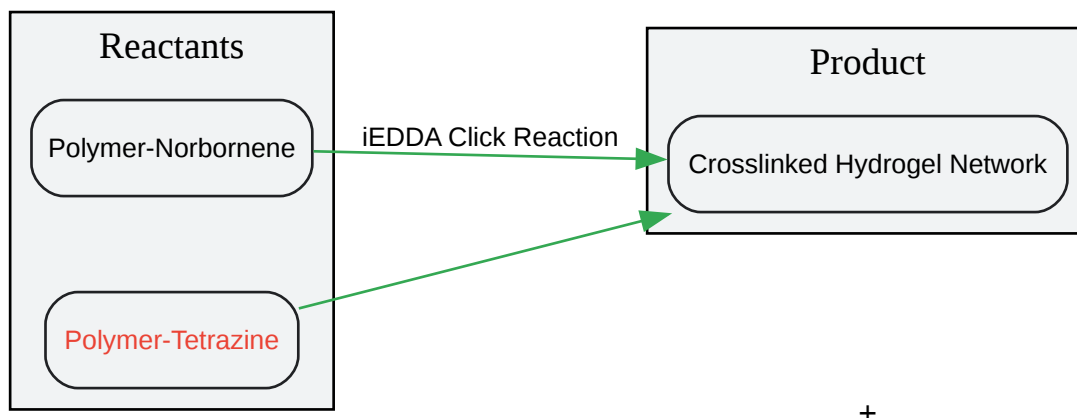 Reactants
Product
Polymer-Norbornene
iEDDA Click Reaction
Crosslinked Hydrogel Network
Polymer-Tetrazine
+